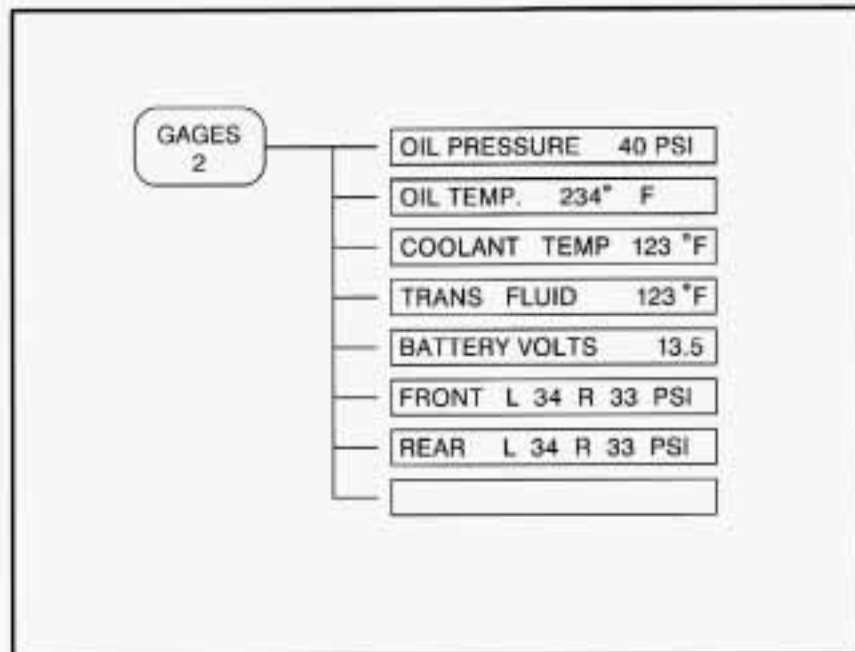 GAGES
2
OIL PRESSURE 40 PSI
OIL TEMP. 234° F
COOLANT TEMP 123 °F
TRANS FLUID 123 °F
BATTERY VOLTS 13.5
FRONT L 34 R 33 PSI
REAR L 34 R 33 PSI